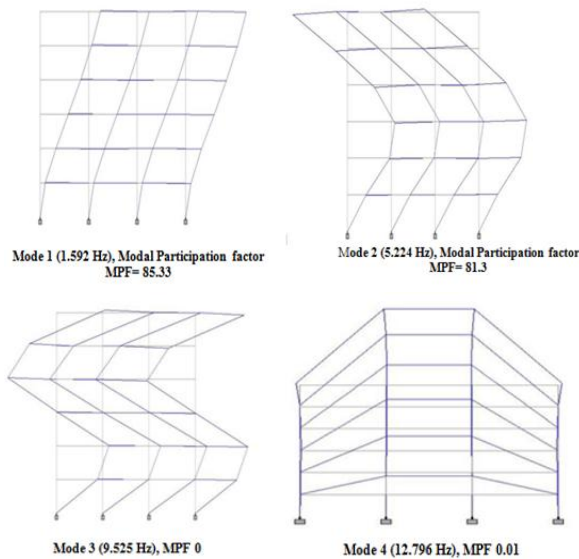 Mode 1 (1.592 Hz), Modal Participation factor
MPF= 85.33
Mode 2 (5.224 Hz), Modal Participation factor
MPF= 81.3
Mode 3 (9.525 Hz), MPF 0
Mode 4 (12.796 Hz), MPF 0.01